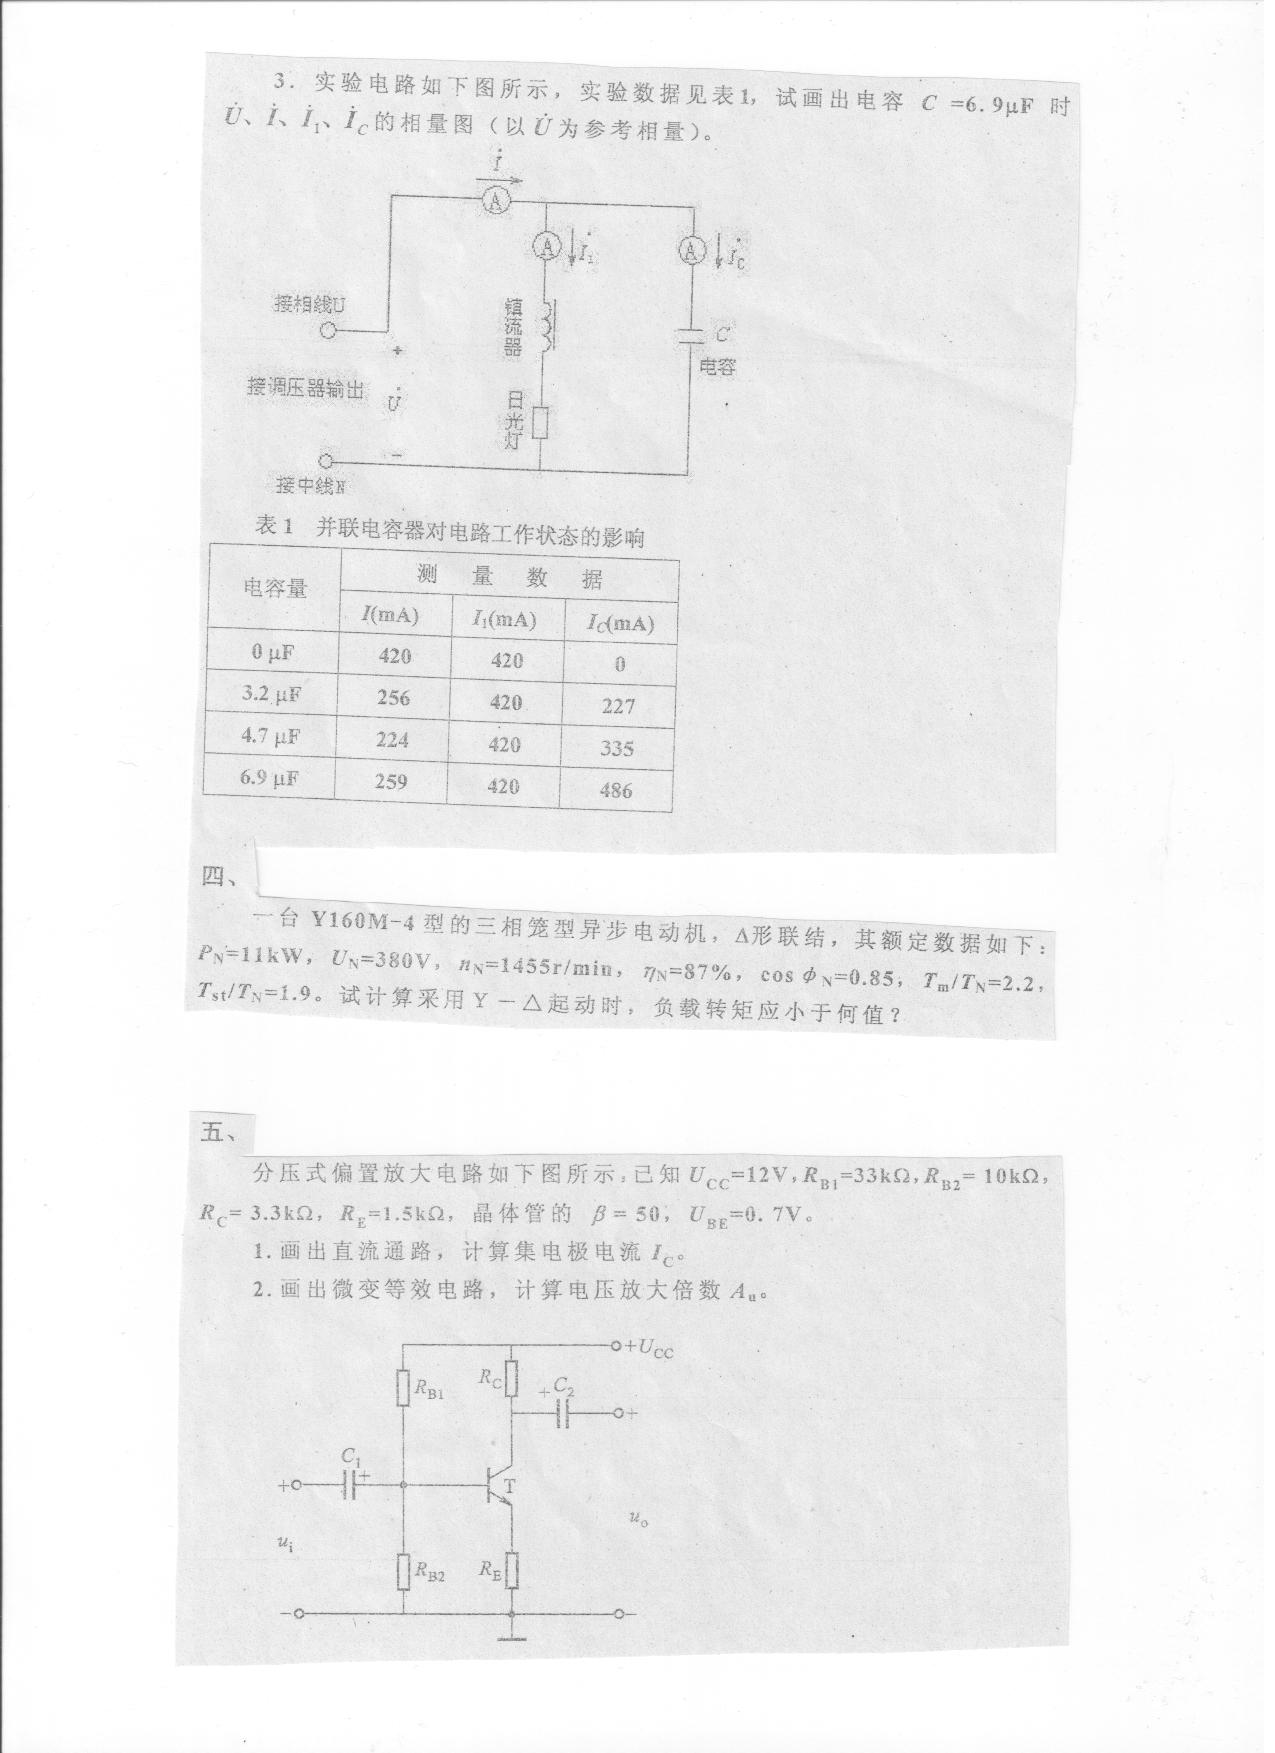 3. 实验电路如下图所示，实验数据见表1，试画出电容 C =6.9μF 时
U̇、İ、İ₁、İc的相量图（以U̇为参考相量）。
İ
A
A İ₁
A İc
接相线U
镇流器
C
电容
+
接调压器输出 U̇
日光灯
−
接中线N
表1 并联电容器对电路工作状态的影响
电容量 测 量 数 据
I(mA) I₁(mA) Ic(mA)
0 μF 420 420 0
3.2 μF 256 420 227
4.7 μF 224 420 335
6.9 μF 259 420 486
四、
一台 Y160M-4 型的三相笼型异步电动机，Δ形联结，其额定数据如下：
PN=11kW，UN=380V，nN=1455r/min，ηN=87%，cos φN=0.85，Tm/TN=2.2，
Tst/TN=1.9。试计算采用 Y－△起动时，负载转矩应小于何值？
五、
分压式偏置放大电路如下图所示，已知 UCC=12V，RB1=33kΩ，RB2= 10kΩ，
RC= 3.3kΩ，RE=1.5kΩ，晶体管的 β = 50，UBE=0.7V。
1. 画出直流通路，计算集电极电流 IC。
2. 画出微变等效电路，计算电压放大倍数 Au。
+UCC
RB1 RC + C2
+
C1
+
+ T
ui uo
RB2 RE
− −